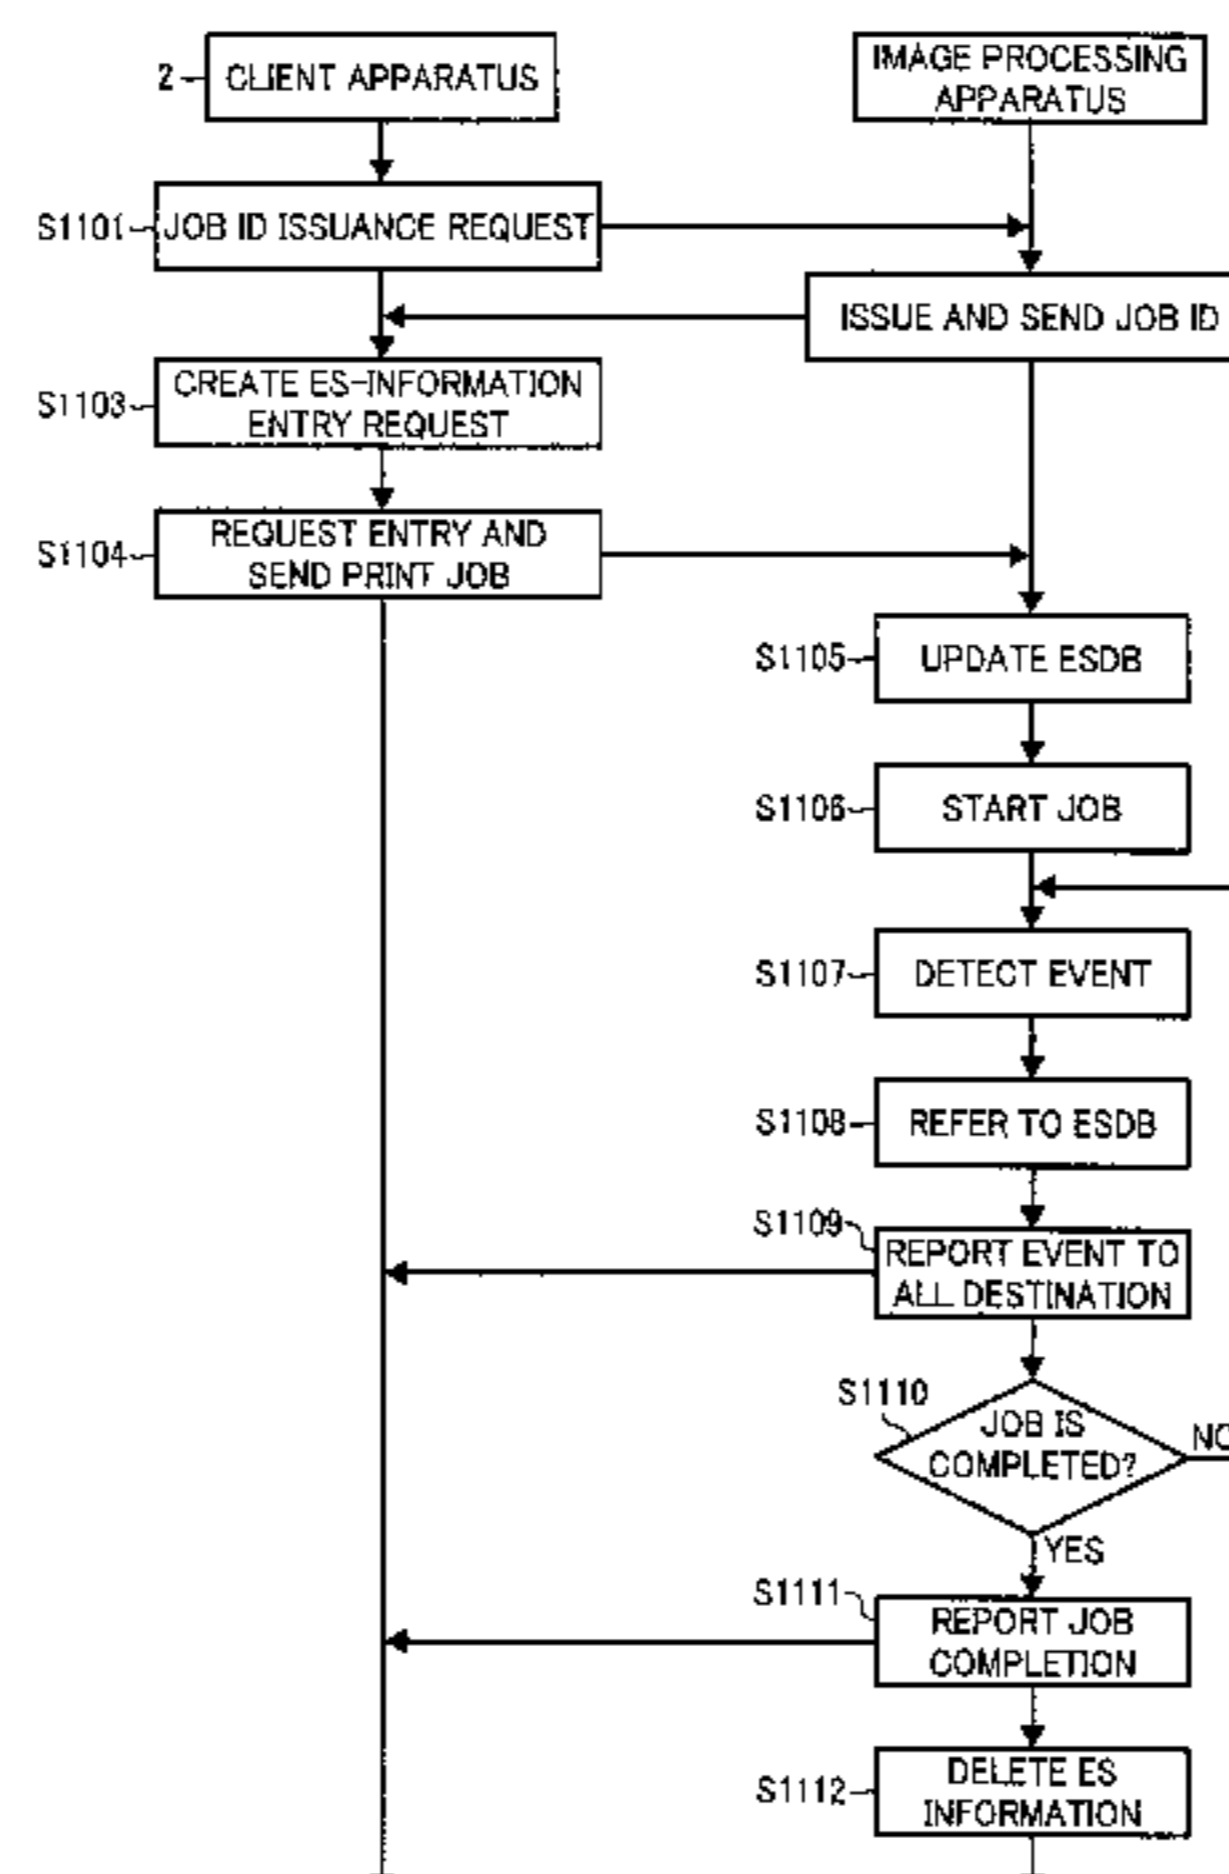 2
CLIENT APPARATUS
IMAGE PROCESSING
APPARATUS
S1101
JOB ID ISSUANCE REQUEST
ISSUE AND SEND JOB ID
S1103
CREATE ES-INFORMATION
ENTRY REQUEST
S1104
REQUEST ENTRY AND
SEND PRINT JOB
S1105
UPDATE ESDB
S1106
START JOB
S1107
DETECT EVENT
S1108
REFER TO ESDB
S1109
REPORT EVENT TO
ALL DESTINATION
S1110
JOB IS
COMPLETED?
NO
YES
S1111
REPORT JOB
COMPLETION
S1112
DELETE ES
INFORMATION